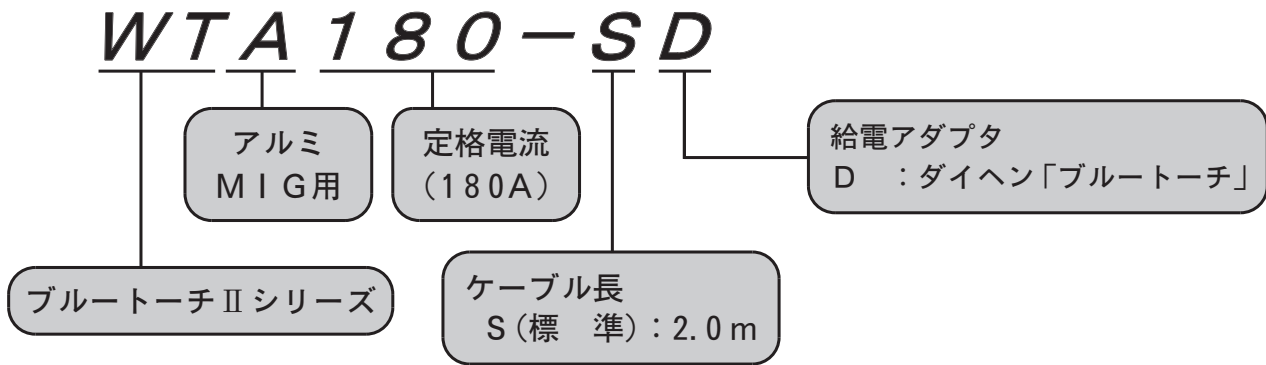 WTA180－SD
アルミ
MIG用
定格電流
（180A）
給電アダプタ
D　：ダイヘン「ブルートーチ」
ブルートーチⅡシリーズ
ケーブル長
S（標　準）：2.0m